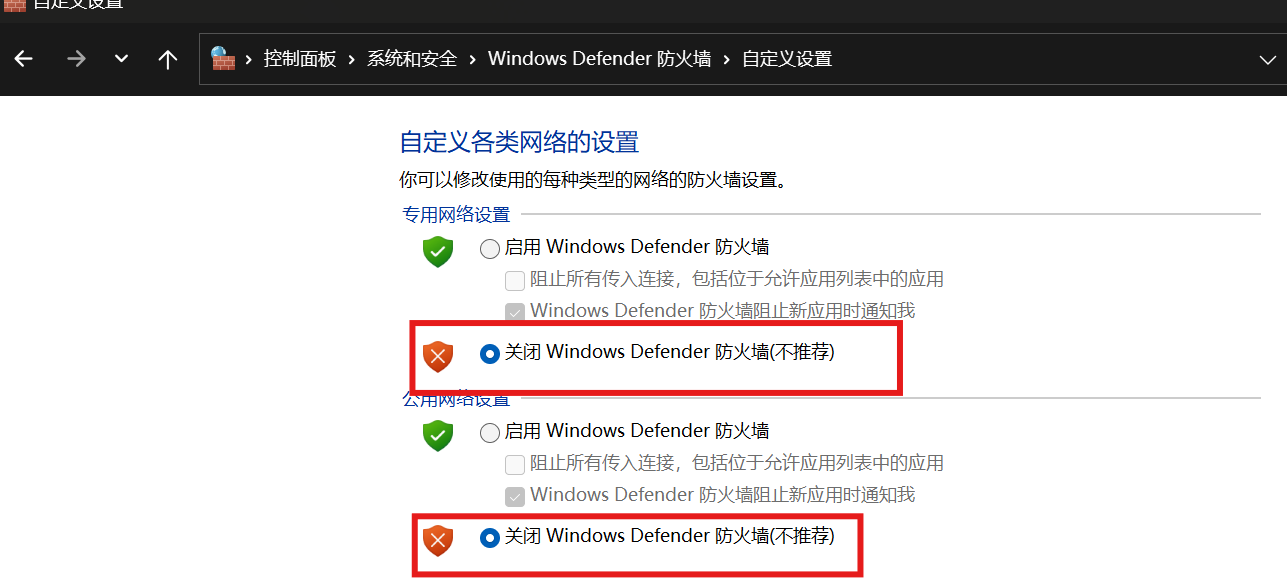 自定义设置
控制面板 › 系统和安全 › Windows Defender 防火墙 › 自定义设置
自定义各类网络的设置
你可以修改使用的每种类型的网络的防火墙设置。
专用网络设置
启用 Windows Defender 防火墙
阻止所有传入连接，包括位于允许应用列表中的应用
Windows Defender 防火墙阻止新应用时通知我
关闭 Windows Defender 防火墙(不推荐)
公用网络设置
启用 Windows Defender 防火墙
阻止所有传入连接，包括位于允许应用列表中的应用
Windows Defender 防火墙阻止新应用时通知我
关闭 Windows Defender 防火墙(不推荐)